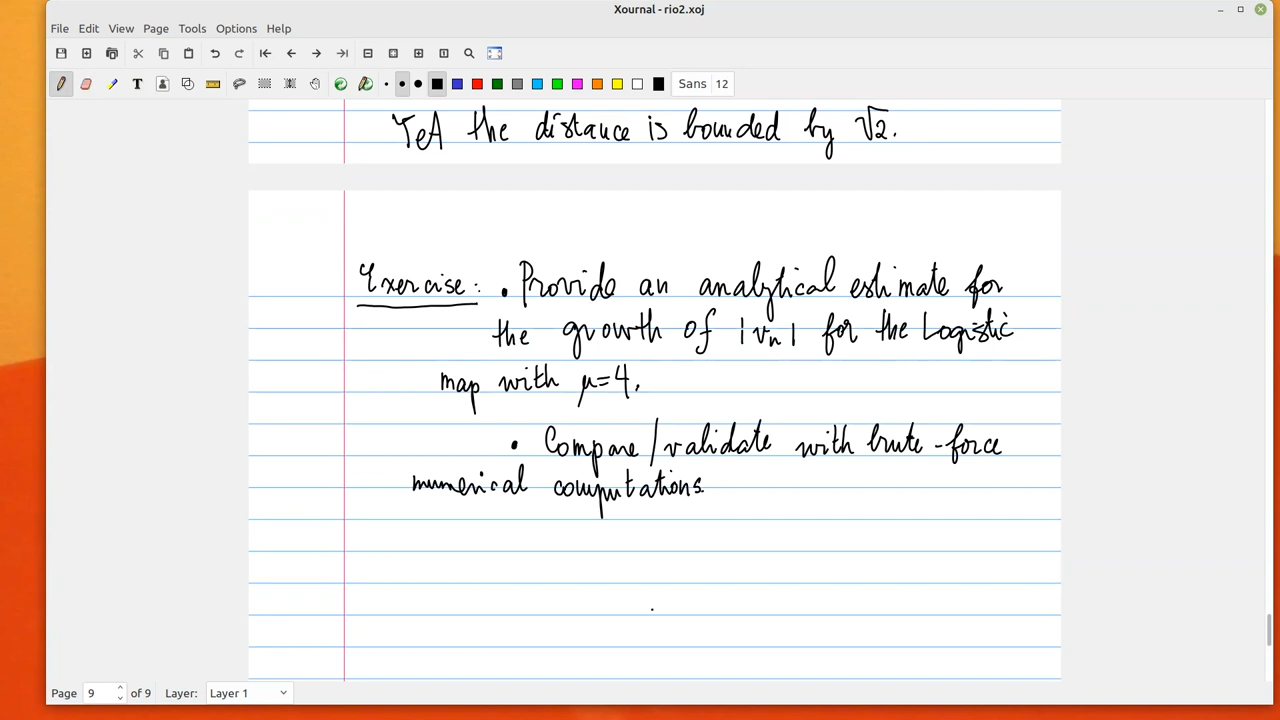 Xournal - rio2.xoj
File Edit View Page Tools Options Help
Sans 12
the distance is bounded by √2.
Exercise: • Provide an analytical estimate for
the growth of |vn| for the Logistic
map with μ=4.
• Compare/validate with brute-force
numerical computations.
Page 9 of 9 Layer: Layer 1